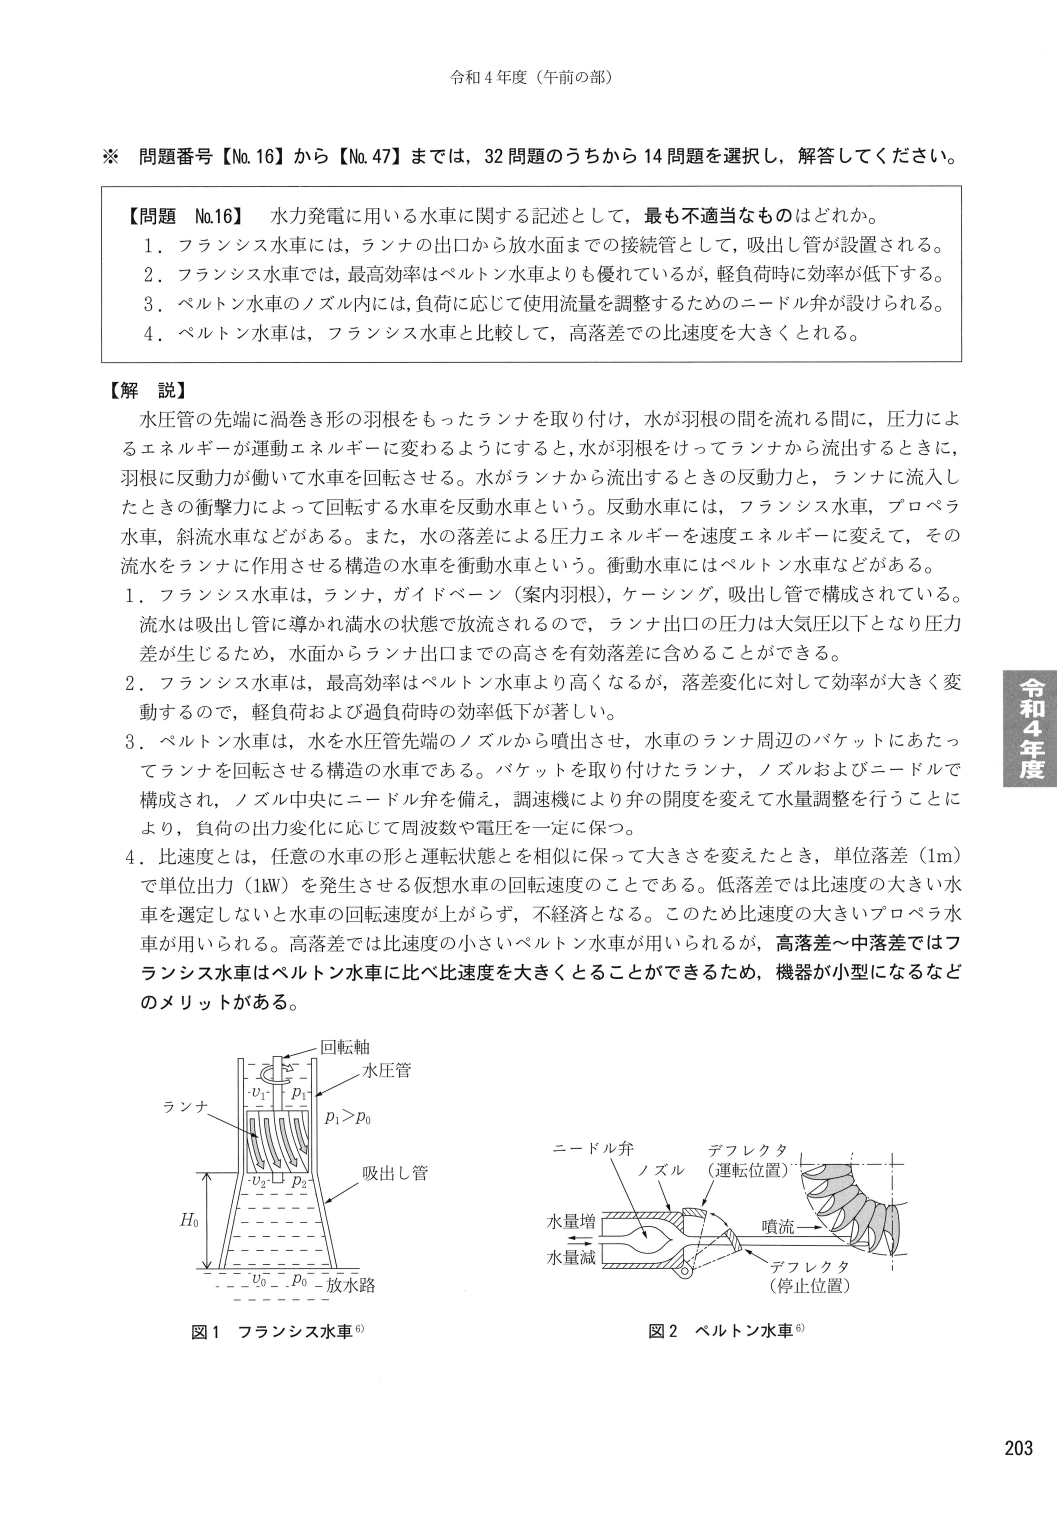 令和4年度（午前の部）
※　問題番号【No. 16】から【No. 47】までは，32問題のうちから14問題を選択し，解答してください。
【問題　No.16】　水力発電に用いる水車に関する記述として，最も不適当なものはどれか。
1．フランシス水車には，ランナの出口から放水面までの接続管として，吸出し管が設置される。
2．フランシス水車では，最高効率はペルトン水車よりも優れているが，軽負荷時に効率が低下する。
3．ペルトン水車のノズル内には，負荷に応じて使用流量を調整するためのニードル弁が設けられる。
4．ペルトン水車は，フランシス水車と比較して，高落差での比速度を大きくとれる。
【解　説】
水圧管の先端に渦巻き形の羽根をもったランナを取り付け，水が羽根の間を流れる間に，圧力によ
るエネルギーが運動エネルギーに変わるようにすると，水が羽根をけってランナから流出するときに，
羽根に反動力が働いて水車を回転させる。水がランナから流出するときの反動力と，ランナに流入し
たときの衝撃力によって回転する水車を反動水車という。反動水車には，フランシス水車，プロペラ
水車，斜流水車などがある。また，水の落差による圧力エネルギーを速度エネルギーに変えて，その
流水をランナに作用させる構造の水車を衝動水車という。衝動水車にはペルトン水車などがある。
1．フランシス水車は，ランナ，ガイドベーン（案内羽根），ケーシング，吸出し管で構成されている。
流水は吸出し管に導かれ満水の状態で放流されるので，ランナ出口の圧力は大気圧以下となり圧力
差が生じるため，水面からランナ出口までの高さを有効落差に含めることができる。
2．フランシス水車は，最高効率はペルトン水車より高くなるが，落差変化に対して効率が大きく変
動するので，軽負荷および過負荷時の効率低下が著しい。
3．ペルトン水車は，水を水圧管先端のノズルから噴出させ，水車のランナ周辺のバケットにあたっ
てランナを回転させる構造の水車である。バケットを取り付けたランナ，ノズルおよびニードルで
構成され，ノズル中央にニードル弁を備え，調速機により弁の開度を変えて水量調整を行うことに
より，負荷の出力変化に応じて周波数や電圧を一定に保つ。
4．比速度とは，任意の水車の形と運転状態とを相似に保って大きさを変えたとき，単位落差（1m）
で単位出力（1kW）を発生させる仮想水車の回転速度のことである。低落差では比速度の大きい水
車を選定しないと水車の回転速度が上がらず，不経済となる。このため比速度の大きいプロペラ水
車が用いられる。高落差では比速度の小さいペルトン水車が用いられるが，高落差～中落差ではフ
ランシス水車はペルトン水車に比べ比速度を大きくとることができるため，機器が小型になるなど
のメリットがある。
令和4年度
回転軸
水圧管
v₁ p₁
ランナ
p₁＞p₀
v₂ p₂
吸出し管
H₀
v₀ p₀
放水路
図1　フランシス水車⁶⁾
ニードル弁
ノズル
デフレクタ
（運転位置）
水量増
水量減
噴流
デフレクタ
（停止位置）
図2　ペルトン水車⁶⁾
203